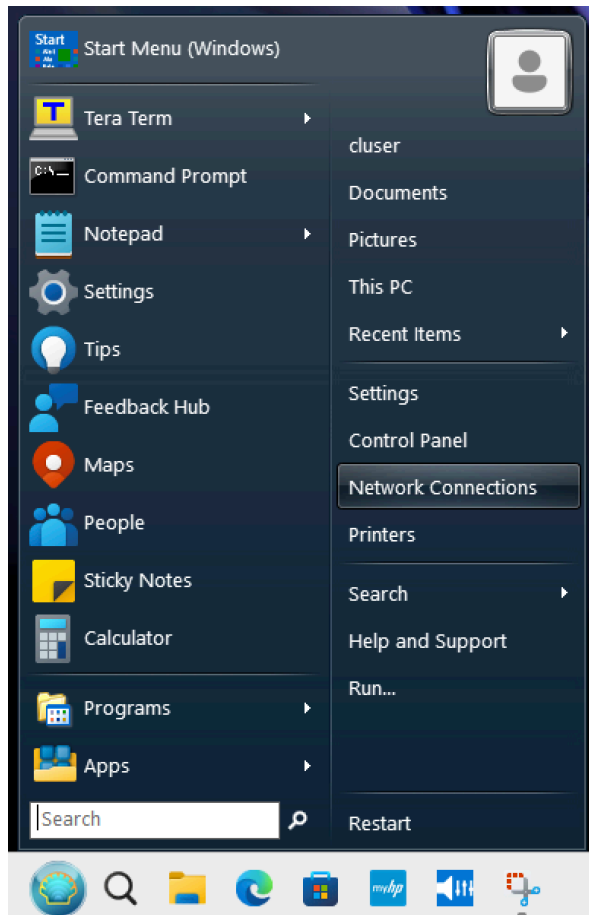 Start
Start Menu (Windows)
T
Tera Term
C:\
Command Prompt
Notepad
Settings
Tips
Feedback Hub
Maps
People
Sticky Notes
Calculator
Programs
Apps
Search
cluser
Documents
Pictures
This PC
Recent Items
Settings
Control Panel
Network Connections
Printers
Search
Help and Support
Run...
Restart
myhp